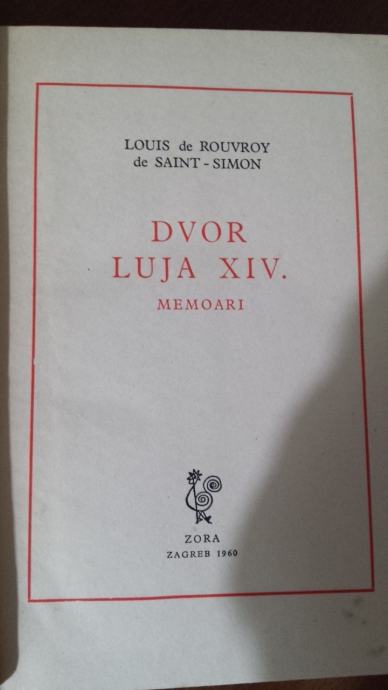 LOUIS de ROUVROY
de SAINT-SIMON
DVOR
LUJA XIV.
MEMOARI
ZORA
ZAGREB 1960